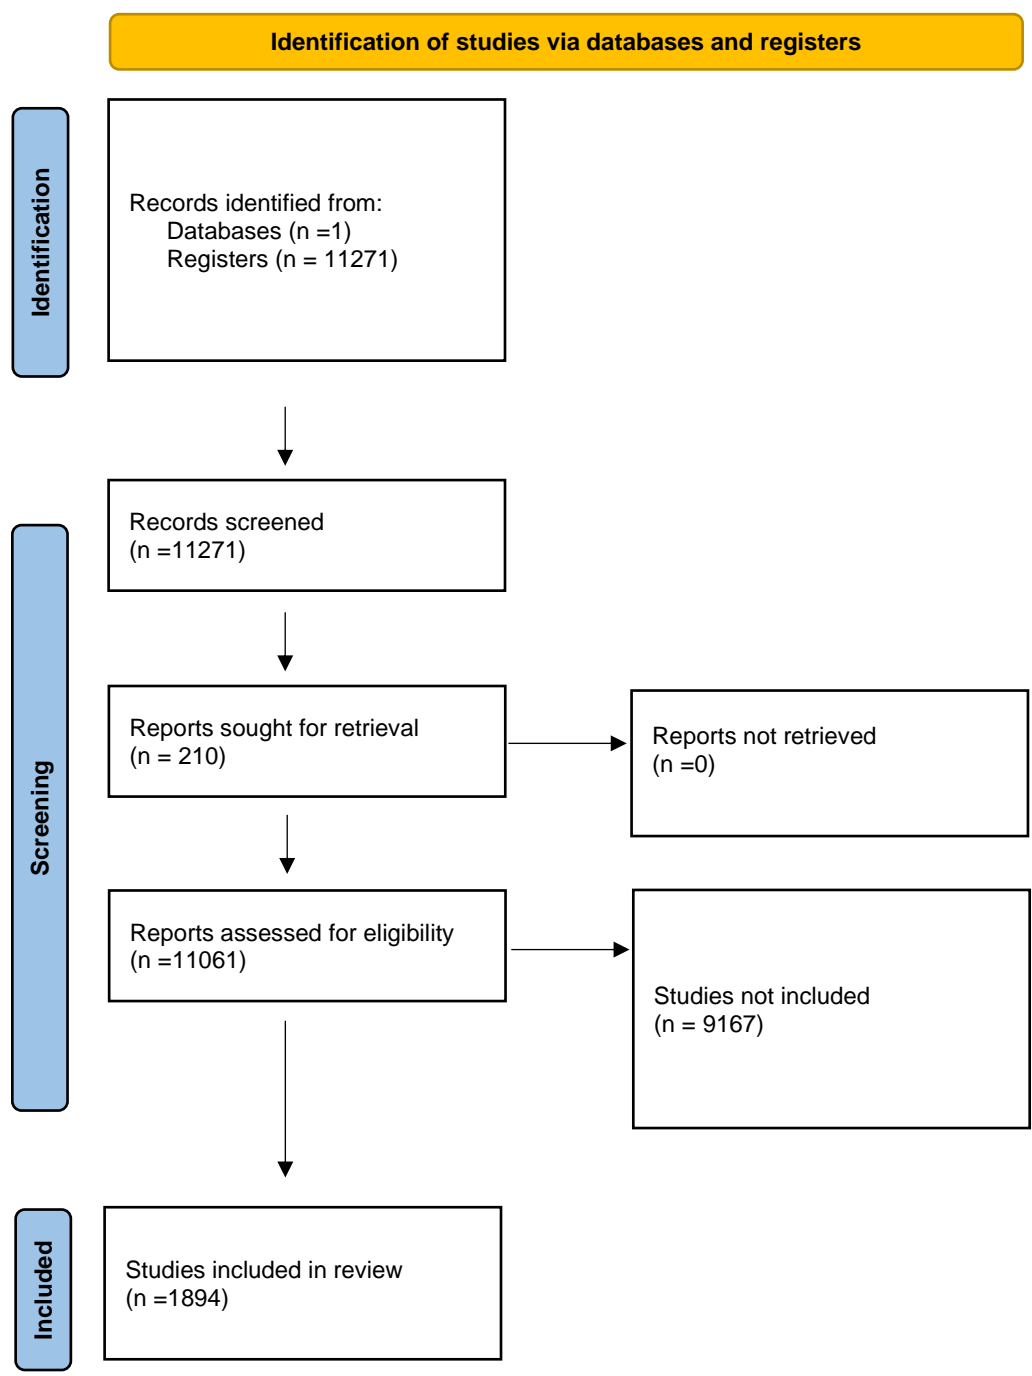 Identification of studies via databases and registers
Identification
Records identified from:
Databases (n =1)
Registers (n = 11271)
Screening
Records screened
(n =11271)
Reports sought for retrieval
(n = 210)
Reports not retrieved
(n =0)
Reports assessed for eligibility
(n =11061)
Studies not included
(n = 9167)
Included
Studies included in review
(n =1894)